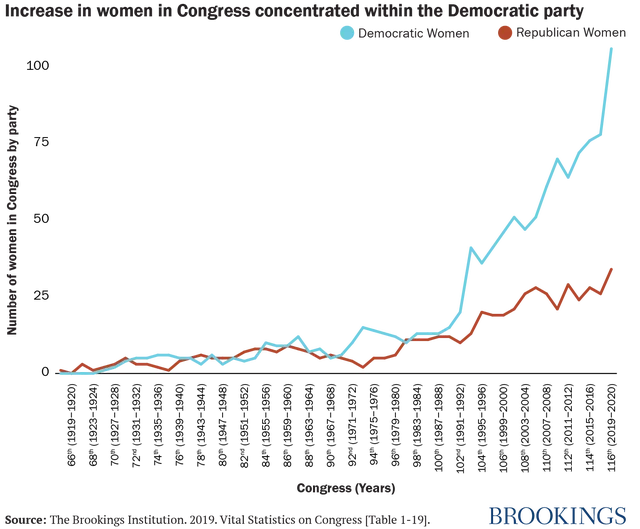 Increase in women in Congress concentrated within the Democratic party
Democratic Women
Republican Women
Number of women in Congress by party
100
75
50
25
0
66th (1919–1920)
68th (1923–1924)
70th (1927–1928)
72nd (1931–1932)
74th (1935–1936)
76th (1939–1940)
78th (1943–1944)
80th (1947–1948)
82nd (1951–1952)
84th (1955–1956)
86th (1959–1960)
88th (1963–1964)
90th (1967–1968)
92nd (1971–1972)
94th (1975–1976)
96th (1979–1980)
98th (1983–1984)
100th (1987–1988)
102nd (1991–1992)
104th (1995–1996)
106th (1999–2000)
108th (2003–2004)
110th (2007–2008)
112th (2011–2012)
114th (2015–2016)
116th (2019–2020)
Congress (Years)
Source: The Brookings Institution. 2019. Vital Statistics on Congress [Table 1-19].
BROOKINGS